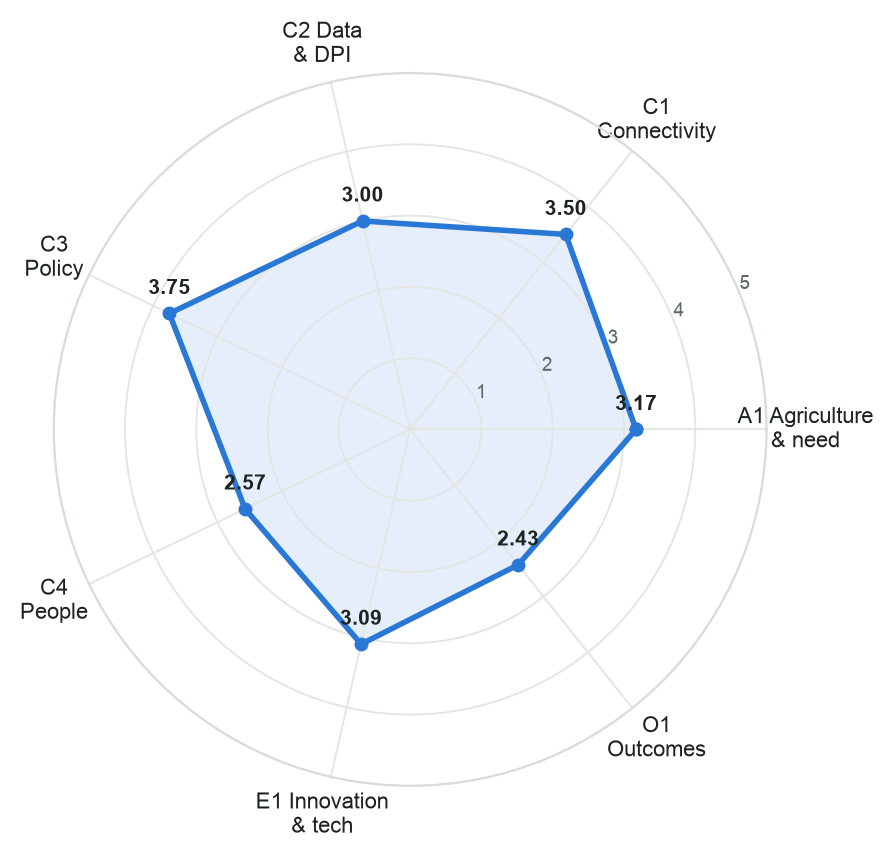 C2 Data
& DPI
C1
Connectivity
3.00
3.50
C3
Policy
3.75
5
4
3
2
1
3.17
A1 Agriculture
& need
2.57
2.43
C4
People
3.09
O1
Outcomes
E1 Innovation
& tech